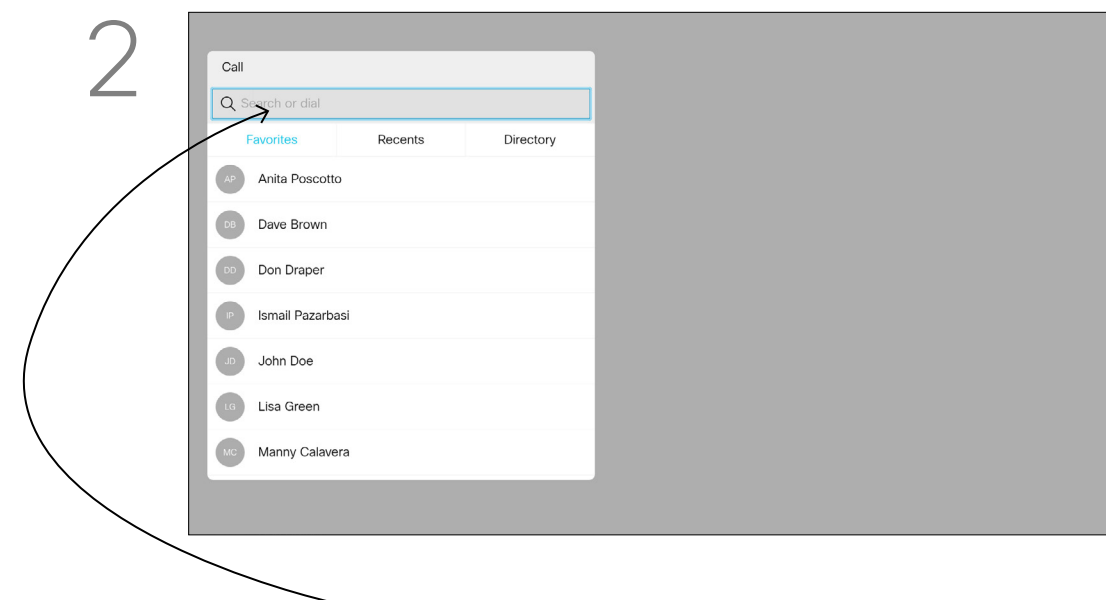 2
Call
Search or dial
Favorites Recents Directory
AP Anita Poscotto
DB Dave Brown
DD Don Draper
IP Ismail Pazarbasi
JD John Doe
LG Lisa Green
MC Manny Calavera